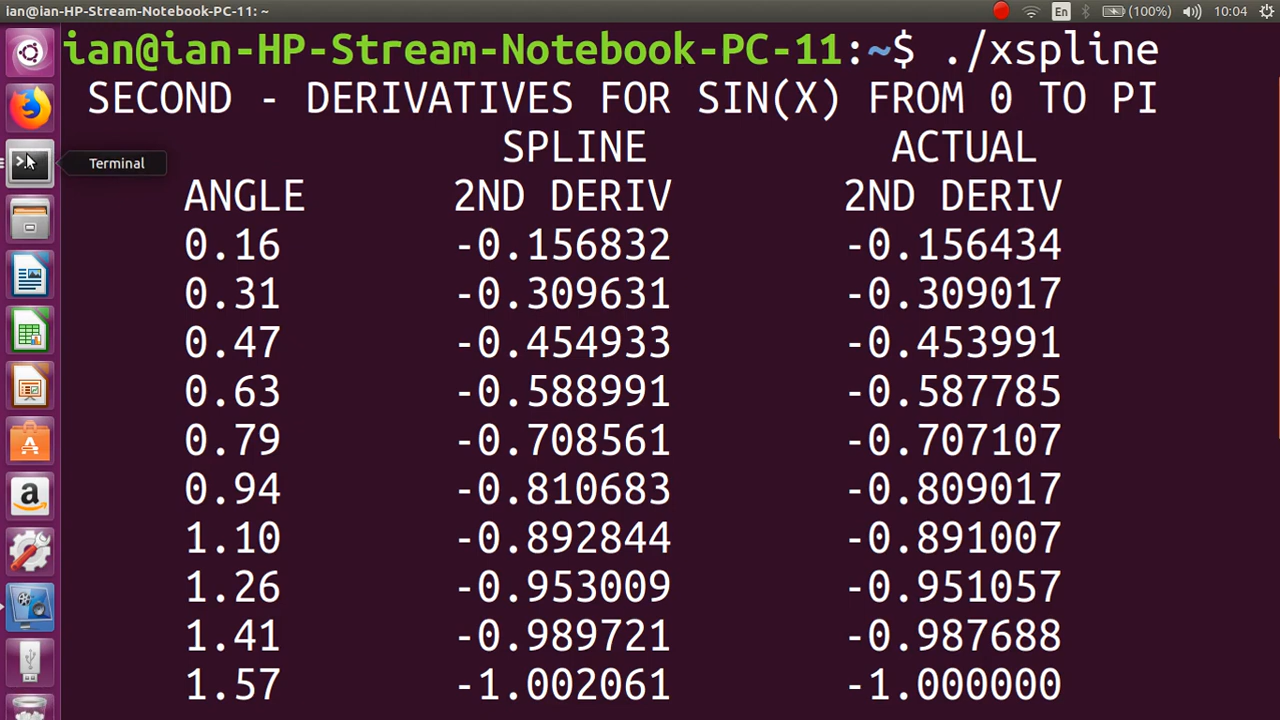 ian@ian-HP-Stream-Notebook-PC-11: ~
En
(100%)
10:04
ian@ian-HP-Stream-Notebook-PC-11:~$ ./xspline
SECOND - DERIVATIVES FOR SIN(X) FROM 0 TO PI
SPLINE ACTUAL
Terminal
ANGLE 2ND DERIV 2ND DERIV
0.16 -0.156832 -0.156434
0.31 -0.309631 -0.309017
0.47 -0.454933 -0.453991
0.63 -0.588991 -0.587785
0.79 -0.708561 -0.707107
0.94 -0.810683 -0.809017
1.10 -0.892844 -0.891007
1.26 -0.953009 -0.951057
1.41 -0.989721 -0.987688
1.57 -1.002061 -1.000000